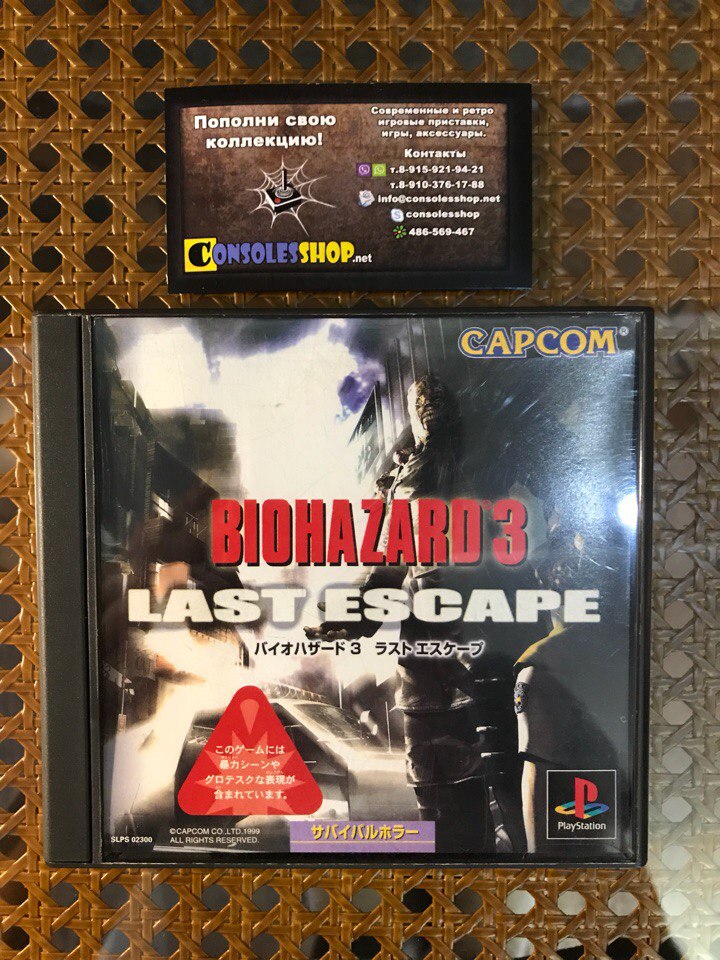 Пополни свою
коллекцию!
Современные и ретро
игровые приставки,
игры, аксессуары.
Контакты
т.8-915-921-94-21
т.8-910-376-17-88
info@consolesshop.net
consolesshop
486-569-467
CONSOLESSHOP.net
CAPCOM®
BIOHAZARD 3
LAST ESCAPE
バイオハザード3 ラスト エスケープ
このゲームには
暴力シーンや
グロテスクな表現が
含まれています。
SLPS 02300
©CAPCOM CO.,LTD.1999
ALL RIGHTS RESERVED.
サバイバルホラー
PlayStation